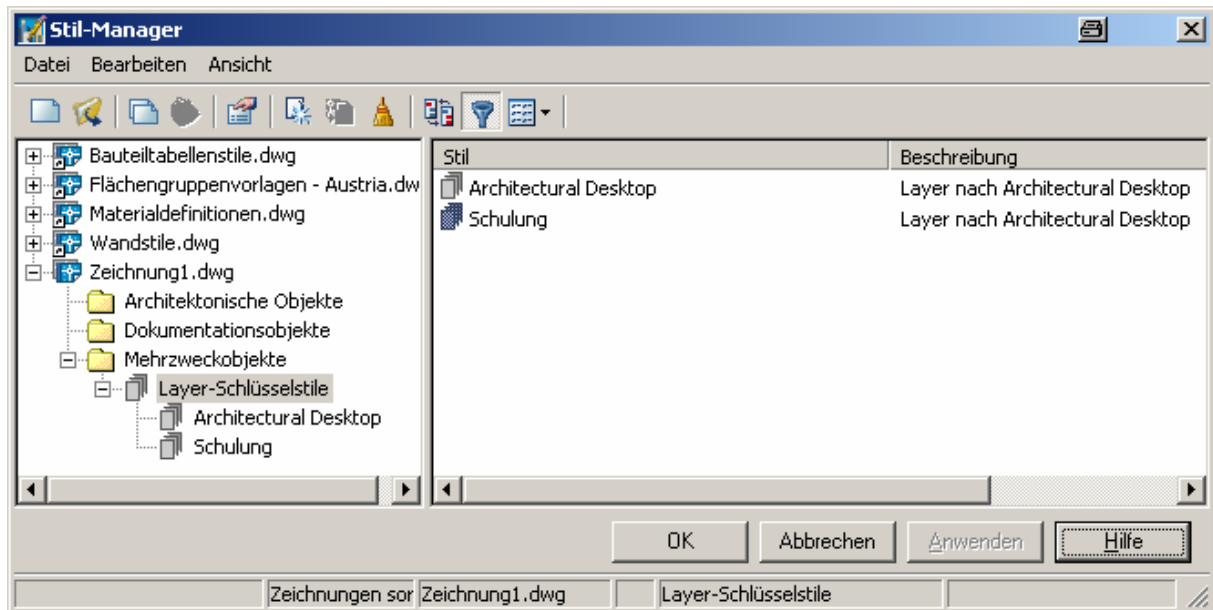 Stil-Manager
Datei Bearbeiten Ansicht
Bauteiltabellenstile.dwg
Flächengruppenvorlagen - Austria.dw
Materialdefinitionen.dwg
Wandstile.dwg
Zeichnung1.dwg
Architektonische Objekte
Dokumentationsobjekte
Mehrzweckobjekte
Layer-Schlüsselstile
Architectural Desktop
Schulung
Stil Beschreibung
Architectural Desktop Layer nach Architectural Desktop
Schulung Layer nach Architectural Desktop
OK Abbrechen Anwenden Hilfe
Zeichnungen sor Zeichnung1.dwg Layer-Schlüsselstile